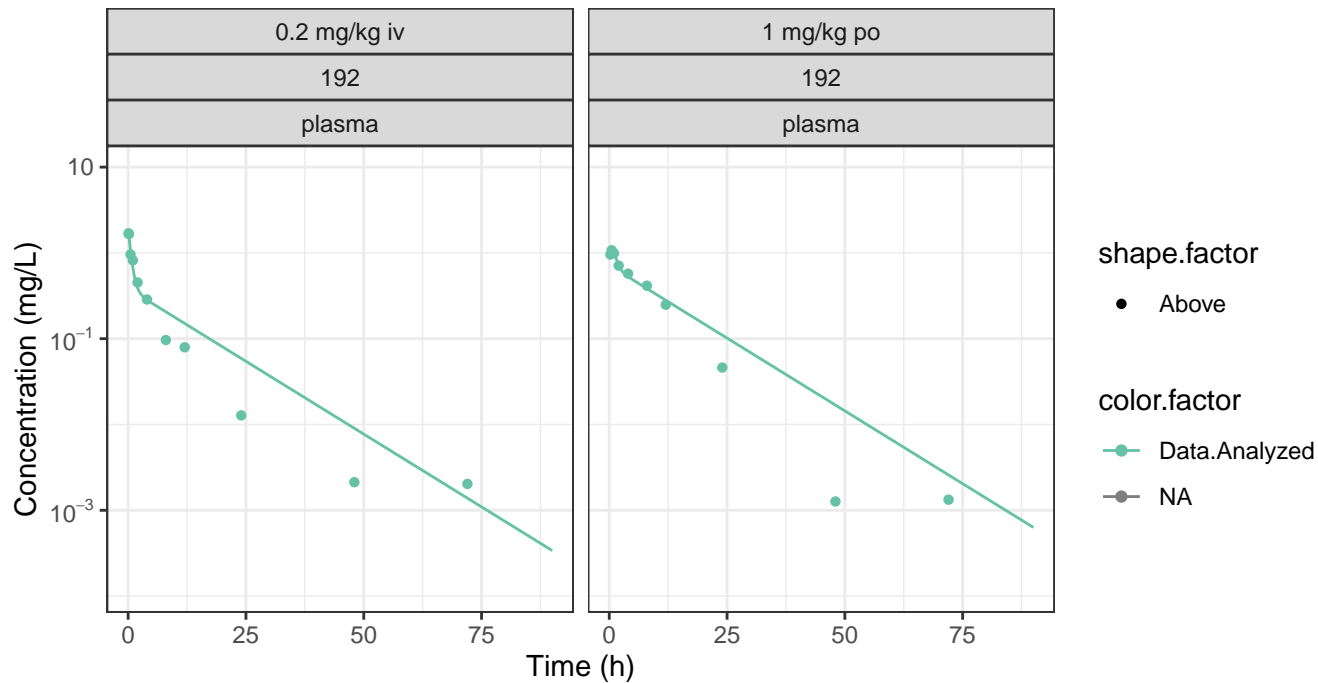 0.2 mg/kg iv
1 mg/kg po
192
192
plasma
plasma
10
10⁻¹
10⁻³
Concentration (mg/L)
0 25 50 75
0 25 50 75
Time (h)
shape.factor
Above
color.factor
Data.Analyzed
NA